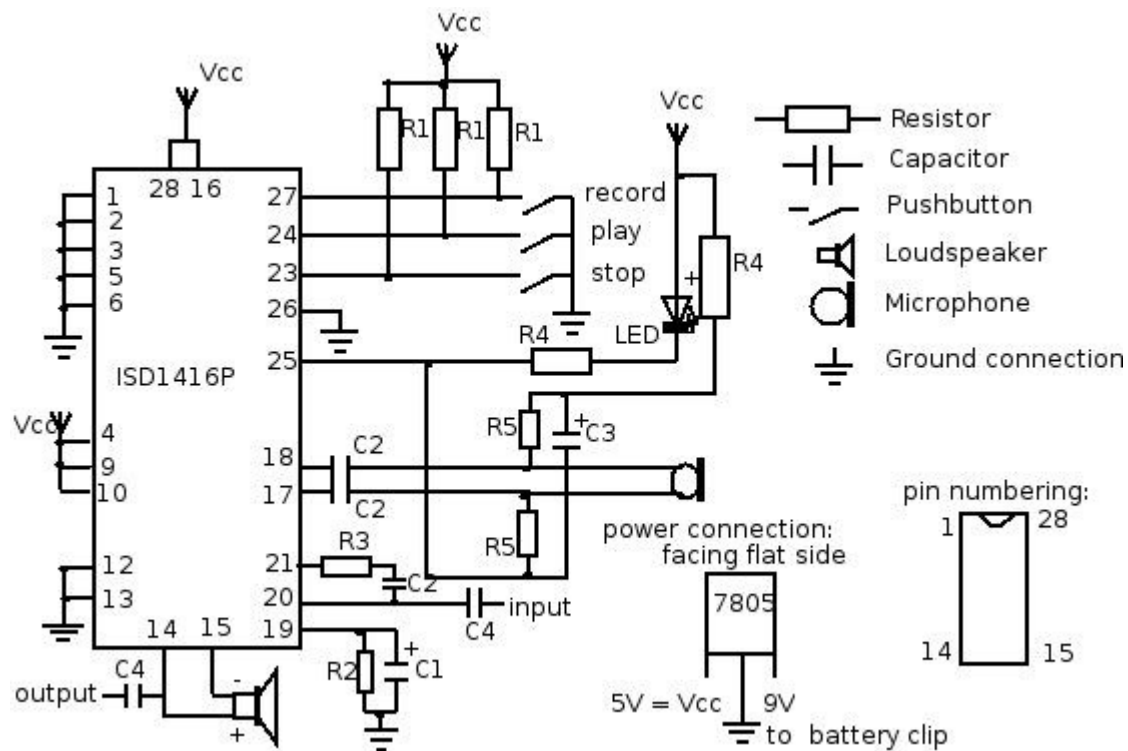 Vcc
Vcc
Vcc
R1 R1 R1
Resistor
Capacitor
Pushbutton
Loudspeaker
Microphone
Ground connection
28 16
1
2
3
5
6
27
24
23
26
25
record
play
stop
+
R4
LED
R4
ISD1416P
Vcc
4
9
10
18
17
C2
C2
R5
+
C3
R5
12
13
21
20
19
R3
C2
C4
input
14 15
R2
+
C1
C4
output
-
+
power connection:
facing flat side
7805
5V = Vcc 9V
to battery clip
pin numbering:
1 28
14 15